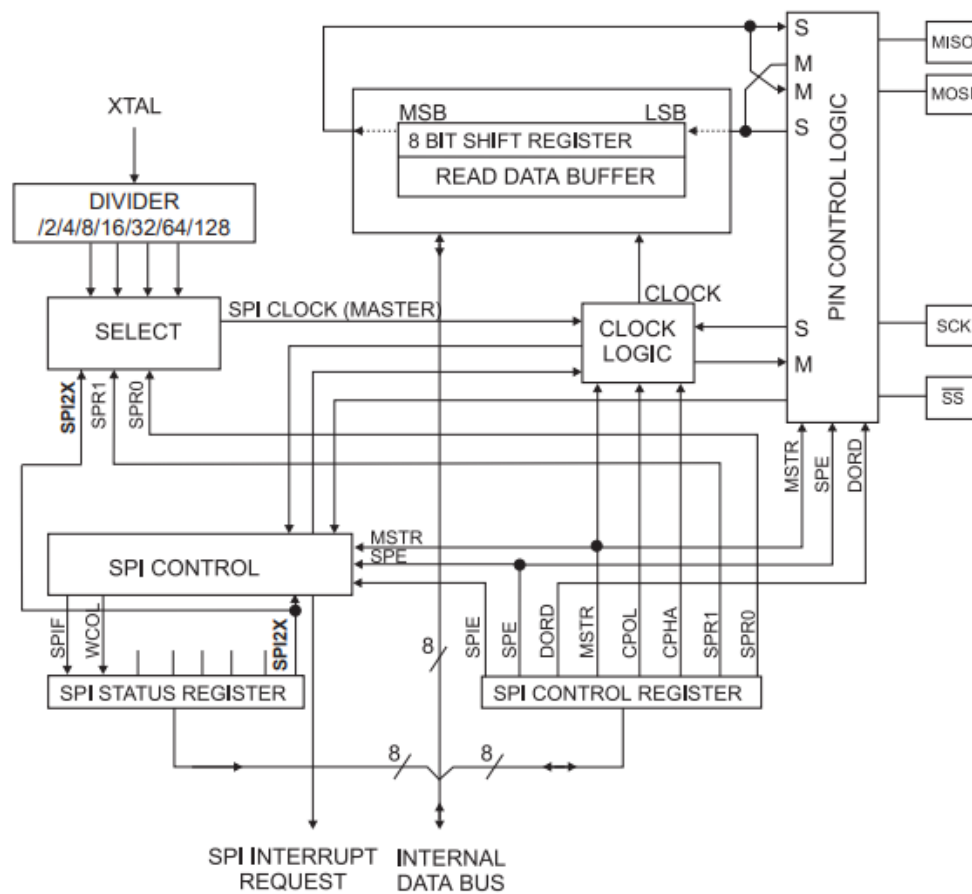 S
MISO
M
XTAL
M
MOSI
MSB
LSB
S
8 BIT SHIFT REGISTER
READ DATA BUFFER
PIN CONTROL LOGIC
DIVIDER
/2/4/8/16/32/64/128
SPI CLOCK (MASTER)
CLOCK
SELECT
CLOCK
LOGIC
S
SCK
M
SPI2X
SPR1
SPR0
SS
MSTR
SPE
DORD
MSTR
SPE
SPI CONTROL
SPIF
WCOL
SPI2X
SPIE
SPE
DORD
MSTR
CPOL
CPHA
SPR1
SPR0
8
SPI STATUS REGISTER
SPI CONTROL REGISTER
8
8
SPI INTERRUPT
REQUEST
INTERNAL
DATA BUS